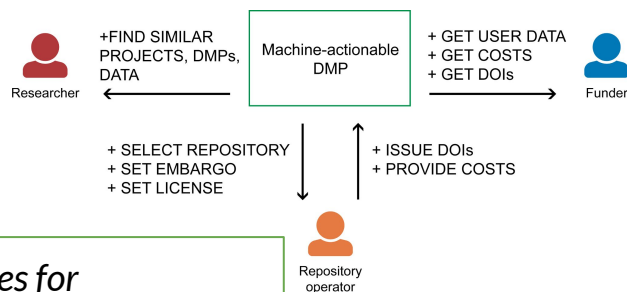 +FIND SIMILAR
PROJECTS, DMPs,
DATA
Researcher
Machine-actionable
DMP
+ GET USER DATA
+ GET COSTS
+ GET DOIs
Funder
+ SELECT REPOSITORY
+ SET EMBARGO
+ SET LICENSE
+ ISSUE DOIs
+ PROVIDE COSTS
Repository
operator
es for